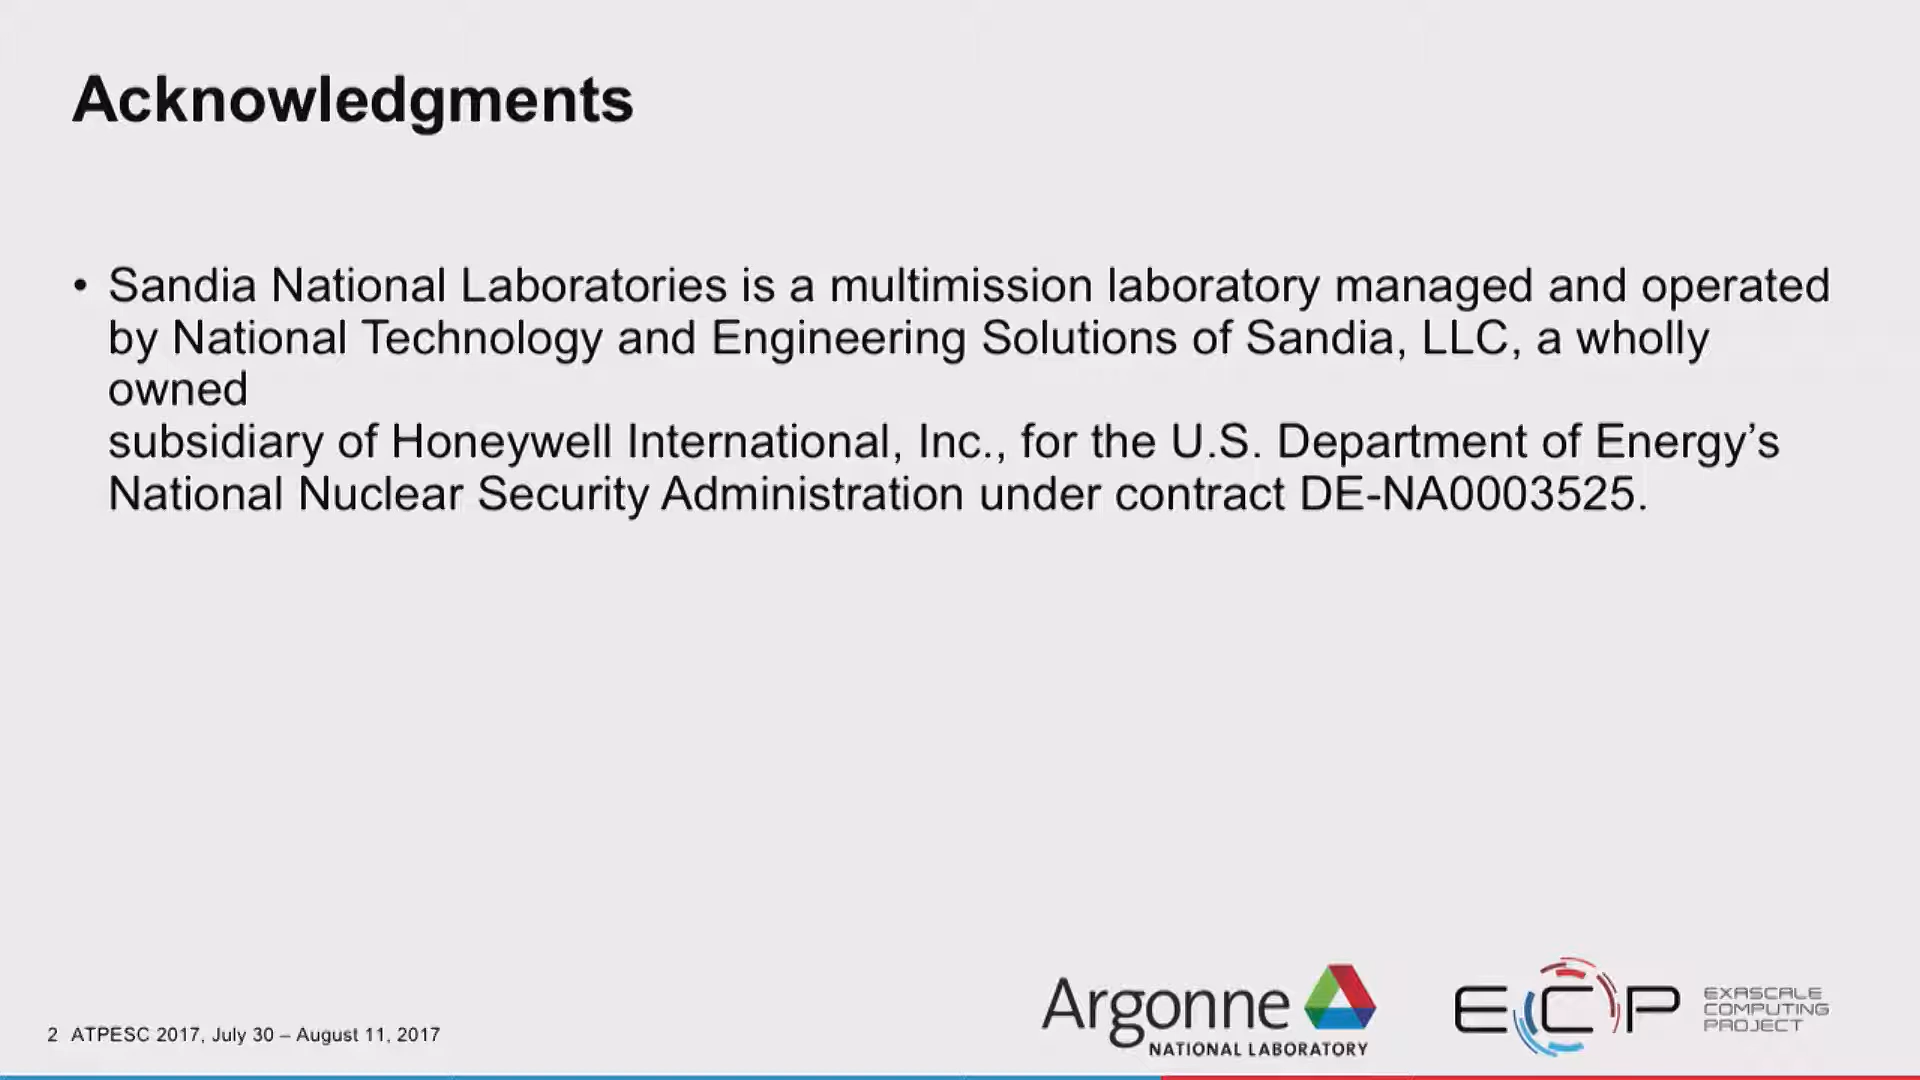 Acknowledgments
• Sandia National Laboratories is a multimission laboratory managed and operated
by National Technology and Engineering Solutions of Sandia, LLC, a wholly
owned
subsidiary of Honeywell International, Inc., for the U.S. Department of Energy’s
National Nuclear Security Administration under contract DE-NA0003525.
2 ATPESC 2017, July 30 – August 11, 2017
Argonne
NATIONAL LABORATORY
ECP
EXASCALE
COMPUTING
PROJECT